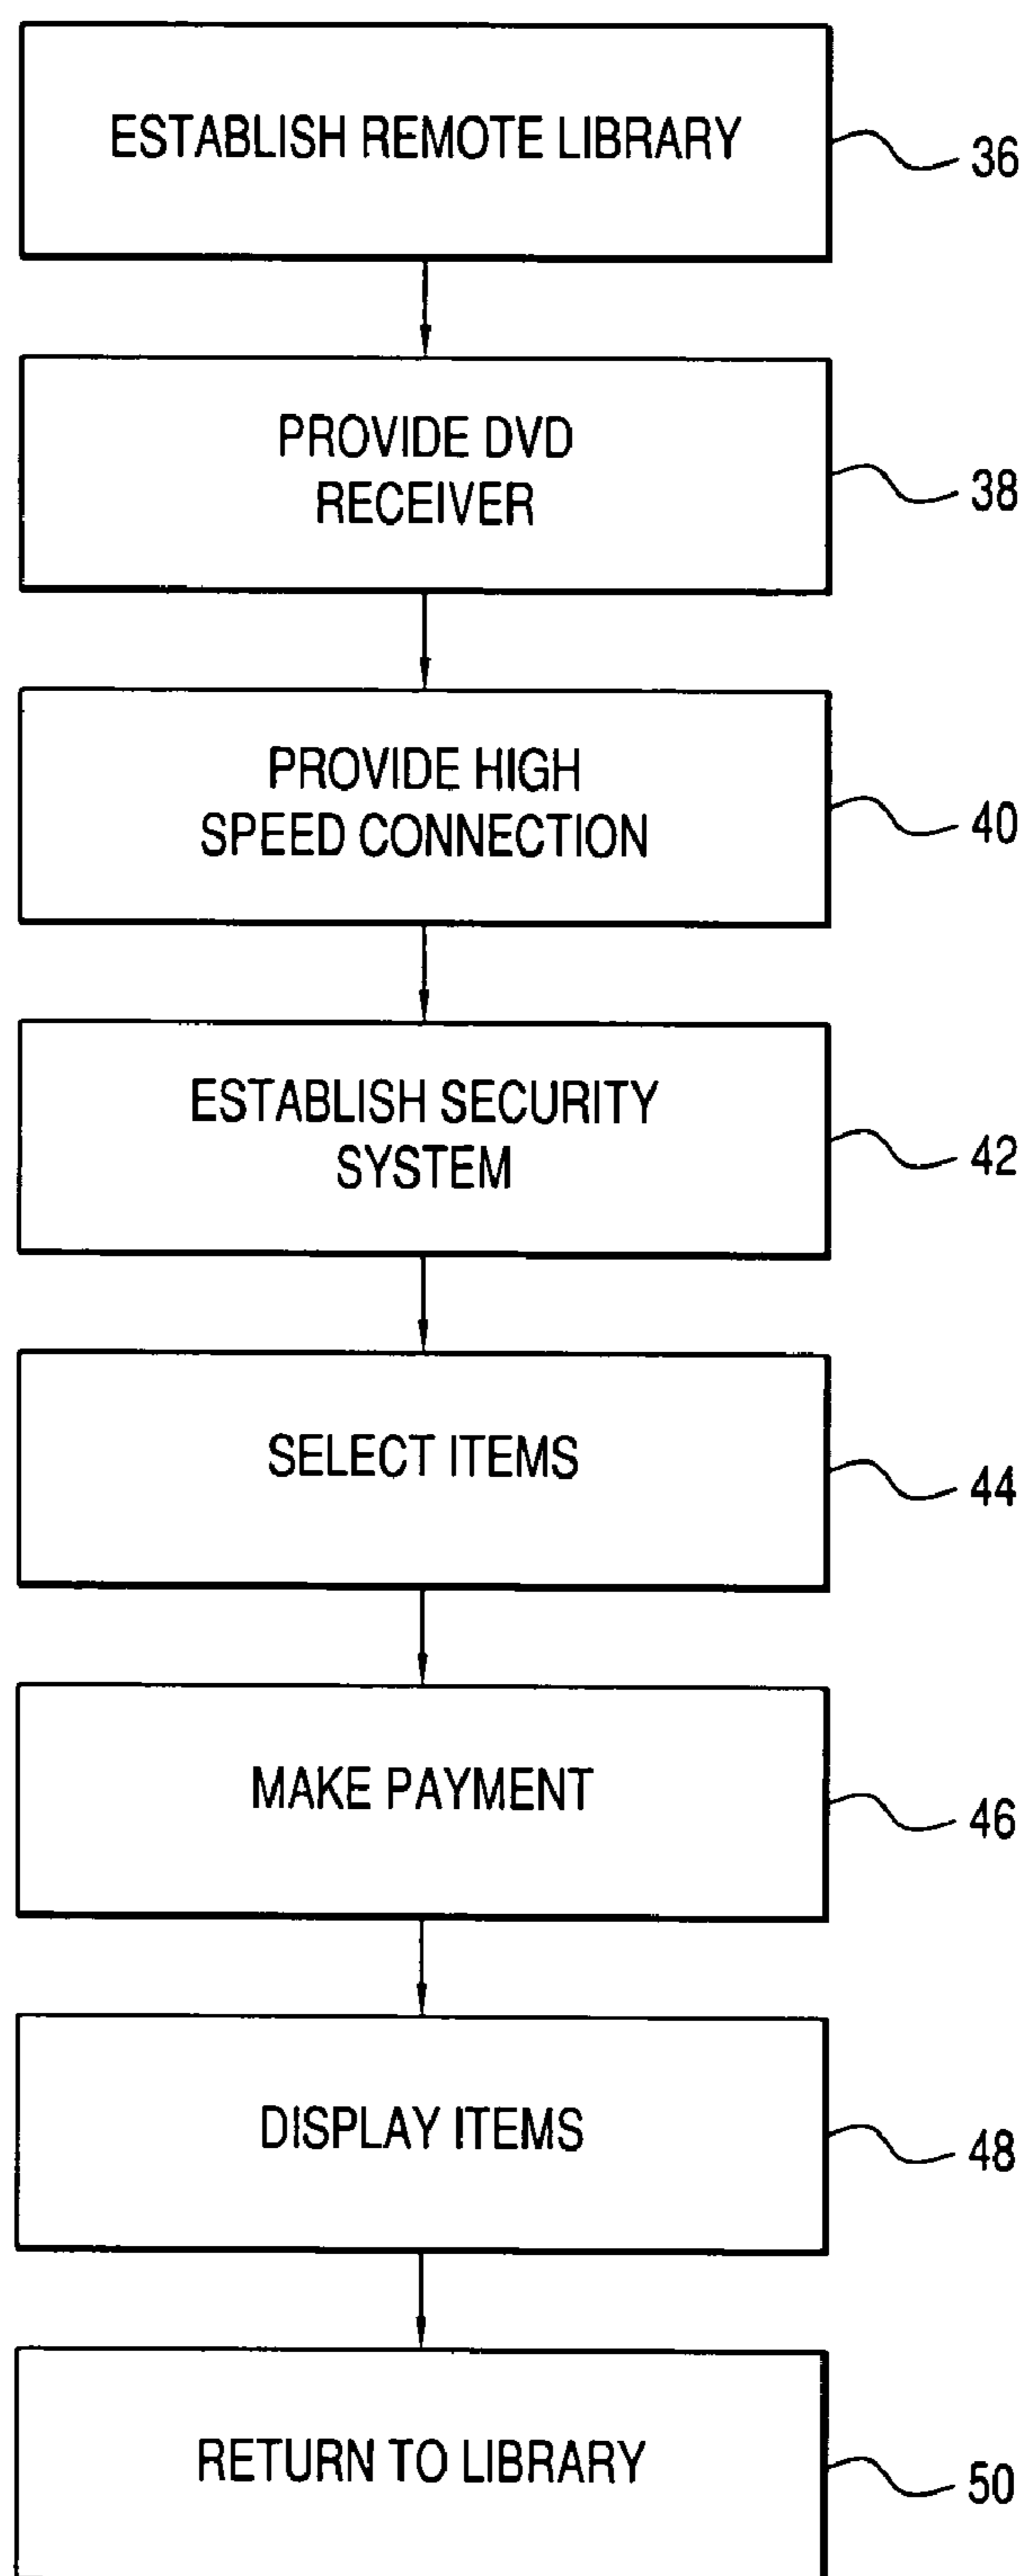 ESTABLISH REMOTE LIBRARY
36
PROVIDE DVD
RECEIVER
38
PROVIDE HIGH
SPEED CONNECTION
40
ESTABLISH SECURITY
SYSTEM
42
SELECT ITEMS
44
MAKE PAYMENT
46
DISPLAY ITEMS
48
RETURN TO LIBRARY
50